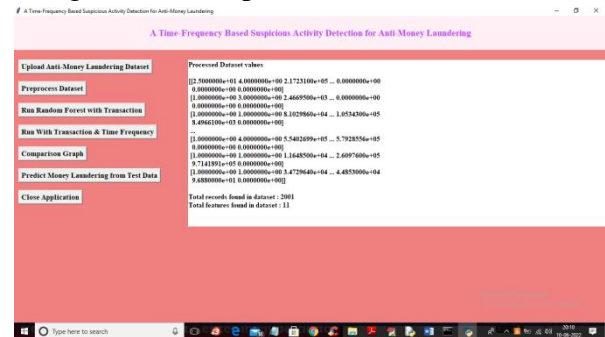 A Time-Frequency Based Suspicious Activity Detection for Anti-Money Laundering
A Time-Frequency Based Suspicious Activity Detection for Anti-Money Laundering
Upload Anti-Money Laundering Dataset
Preprocess Dataset
Run Random Forest with Transaction
Run With Transaction & Time Frequency
Comparison Graph
Predict Money Laundering from Test Data
Close Application
Processed Dataset values
[[2.5000000e+01 4.0000000e+00 2.1723100e+05 ... 0.0000000e+00
0.0000000e+00 0.0000000e+00]
[1.0000000e+00 3.0000000e+00 2.4669500e+03 ... 0.0000000e+00
0.0000000e+00 0.0000000e+00]
[1.0000000e+00 1.0000000e+00 8.1029860e+04 ... 1.0534300e+05
8.4966100e+03 0.0000000e+00]
...
[1.0000000e+00 4.0000000e+00 5.5402699e+05 ... 5.7928556e+05
0.0000000e+00 0.0000000e+00]
[1.0000000e+00 1.0000000e+00 1.1648500e+04 ... 2.6097600e+05
9.7141891e+05 0.0000000e+00]
[1.0000000e+00 1.0000000e+00 3.4729640e+04 ... 4.4853000e+04
9.6880000e+01 0.0000000e+00]]
Total records found in dataset : 2001
Total features found in dataset : 11
Type here to search
20:10
10-06-2022